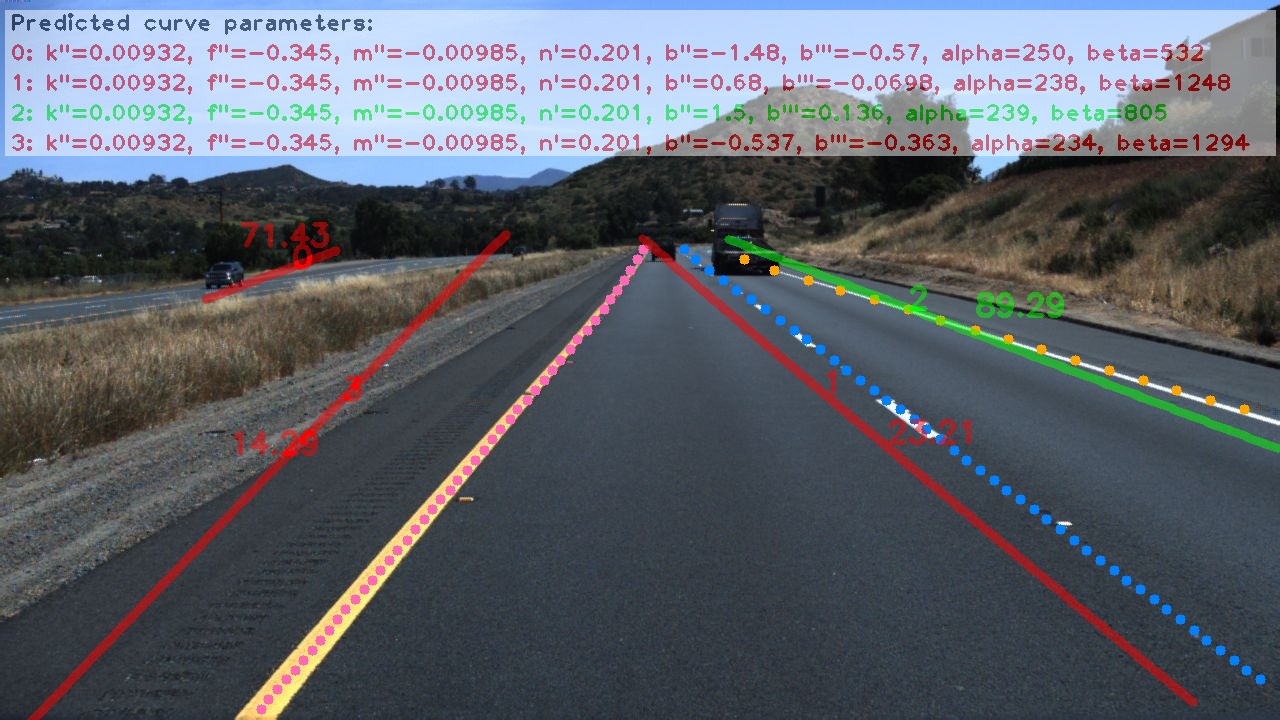 Predicted curve parameters:
0: k''=0.00932, f''=-0.345, m''=-0.00985, n'=0.201, b''=-1.48, b'''=-0.57, alpha=250, beta=532
1: k''=0.00932, f''=-0.345, m''=-0.00985, n'=0.201, b''=0.68, b'''=-0.0698, alpha=238, beta=1248
2: k''=0.00932, f''=-0.345, m''=-0.00985, n'=0.201, b''=1.5, b'''=0.136, alpha=239, beta=805
3: k''=0.00932, f''=-0.345, m''=-0.00985, n'=0.201, b''=-0.537, b'''=-0.363, alpha=234, beta=1294
71.43
0
2
89.29
1
3
14.29
23.21